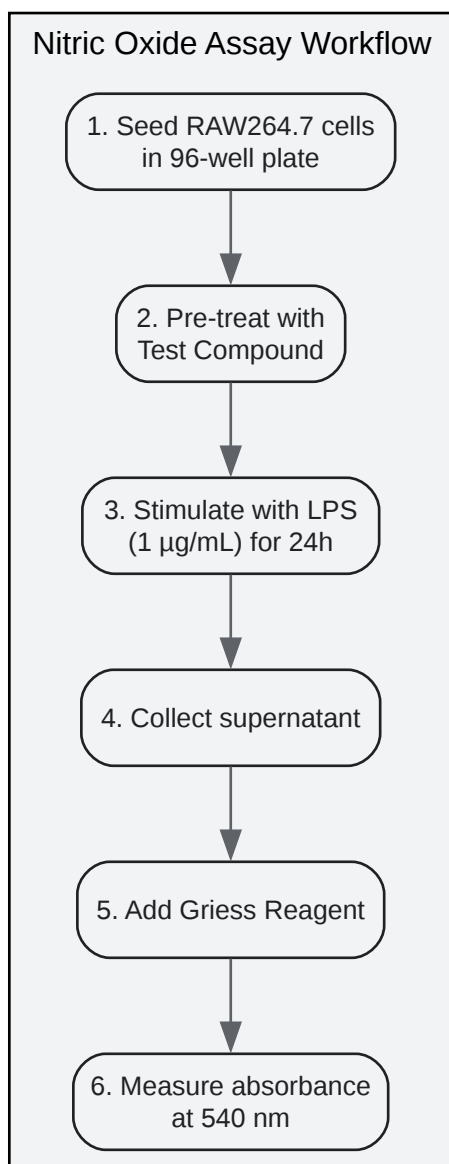 Nitric Oxide Assay Workflow
1. Seed RAW264.7 cells
in 96-well plate
2. Pre-treat with
Test Compound
3. Stimulate with LPS
(1 µg/mL) for 24h
4. Collect supernatant
5. Add Griess Reagent
6. Measure absorbance
at 540 nm